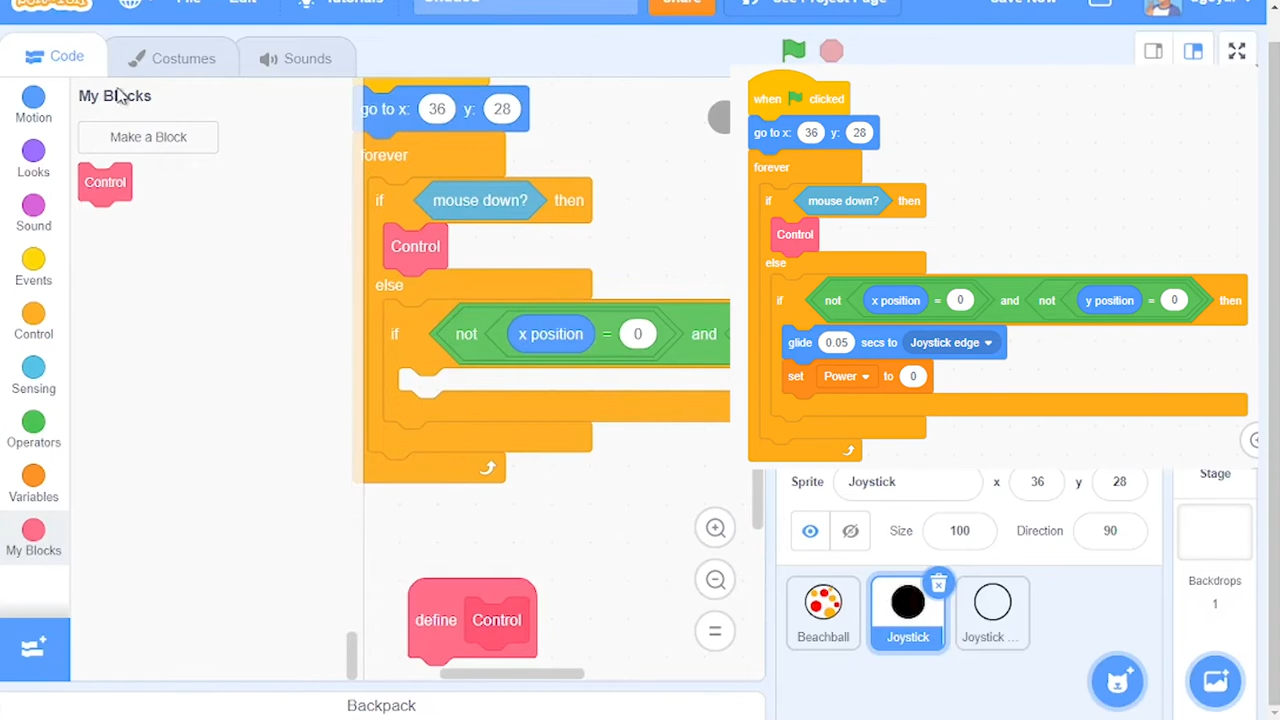 Tutorials
Code
Costumes
Sounds
Motion
Looks
Sound
Events
Control
Sensing
Operators
Variables
My Blocks
My Blocks
Make a Block
Control
go to x: 36 y: 28
forever
if mouse down? then
Control
else
if not x position = 0 and
define Control
when clicked
go to x: 36 y: 28
forever
if mouse down? then
Control
else
if not x position = 0 and not y position = 0 then
glide 0.05 secs to Joystick edge
set Power to 0
Sprite Joystick x 36 y 28
Size 100 Direction 90
Beachball
Joystick
Joystick ...
Stage
Backdrops
1
Backpack